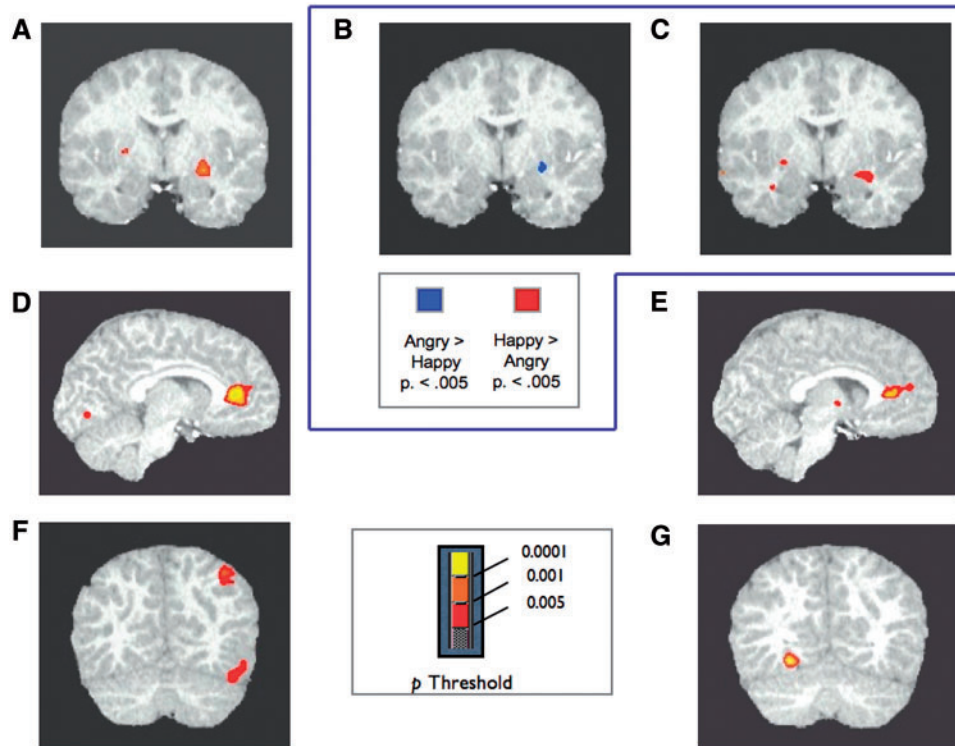 A
B
C
Angry >
Happy
p. < .005
Happy >
Angry
p. < .005
D
E
F
0.0001
0.001
0.005
p Threshold
G